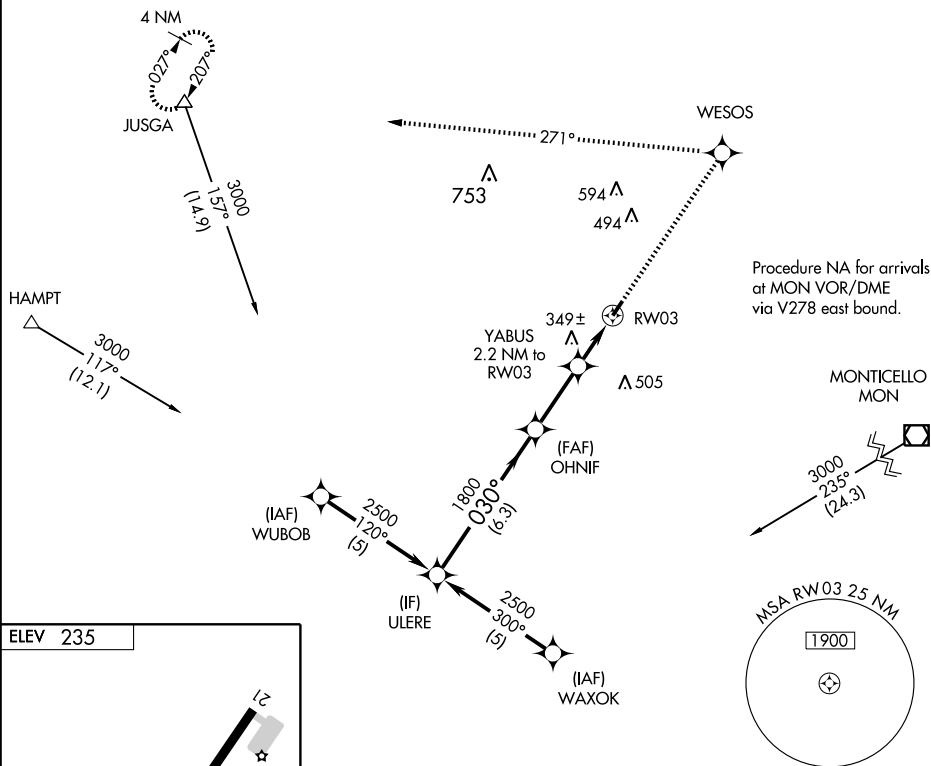 4 NM
027°
207°
JUSGA
3000
157°
(14.9)
WESOS
271°
753
594
494
Procedure NA for arrivals
at MON VOR/DME
via V278 east bound.
HAMPT
3000
117°
(12.1)
349±
RW03
YABUS
2.2 NM to
RW03
505
MONTICELLO
MON
3000
235°
(24.3)
(FAF)
OHNIF
1800
030°
(6.3)
(IAF)
WUBOB
2500
120°
(5)
(IF)
ULERE
2500
300°
(5)
(IAF)
WAXOK
MSA RW03 25 NM
1900
ELEV 235
21